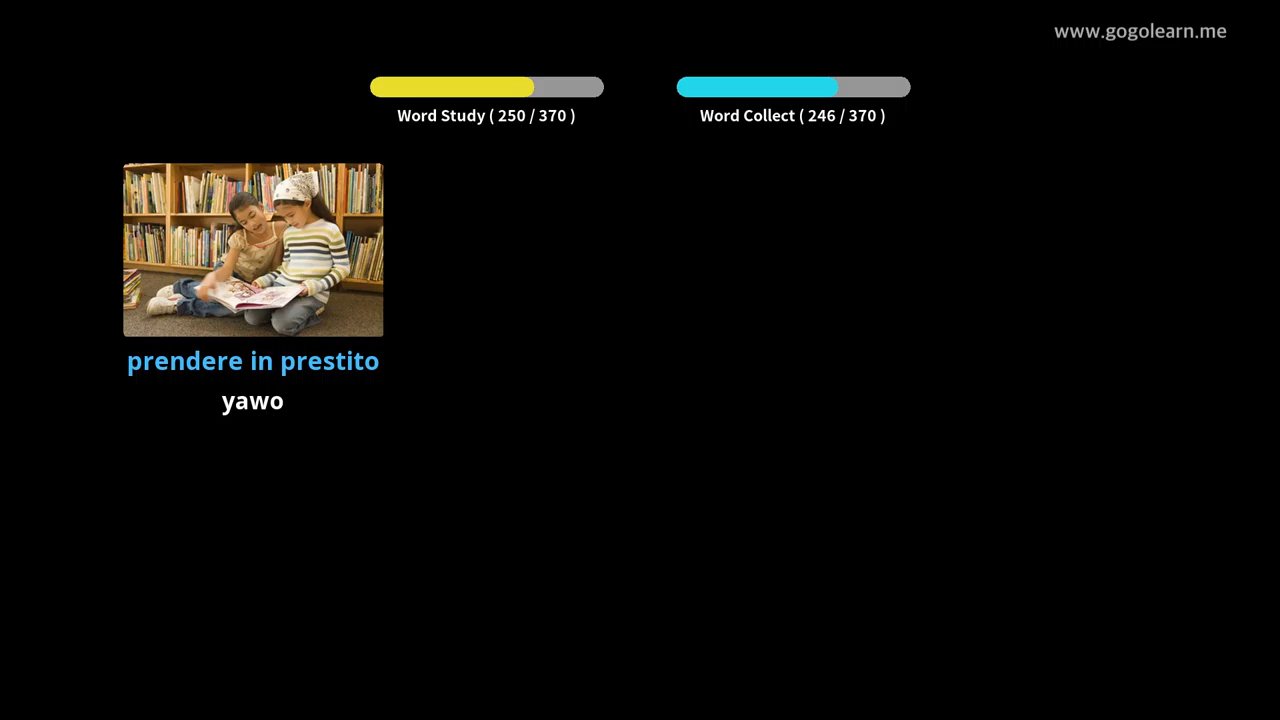 www.gogolearn.me
Word Study ( 250 / 370 )
Word Collect ( 246 / 370 )
prendere in prestito
yawo